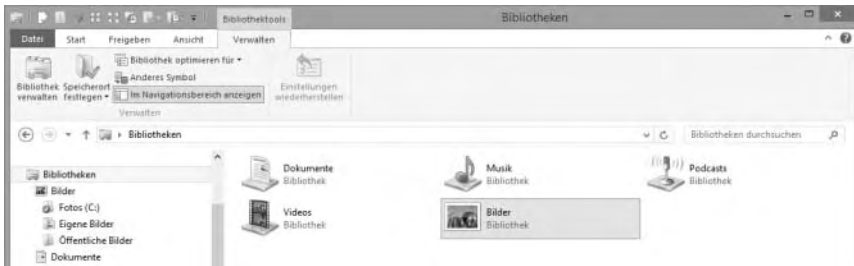 Bibliothektools
Bibliotheken
Datei Start Freigeben Ansicht Verwalten
Bibliothek verwalten
Speicherort festlegen
Bibliothek optimieren für
Anderes Symbol
Im Navigationsbereich anzeigen
Einstellungen wiederherstellen
Verwalten
Bibliotheken
Bibliotheken durchsuchen
Bibliotheken
Bilder
Fotos (C:)
Eigene Bilder
Öffentliche Bilder
Dokumente
Dokumente
Bibliothek
Musik
Bibliothek
Podcasts
Bibliothek
Videos
Bibliothek
Bilder
Bibliothek